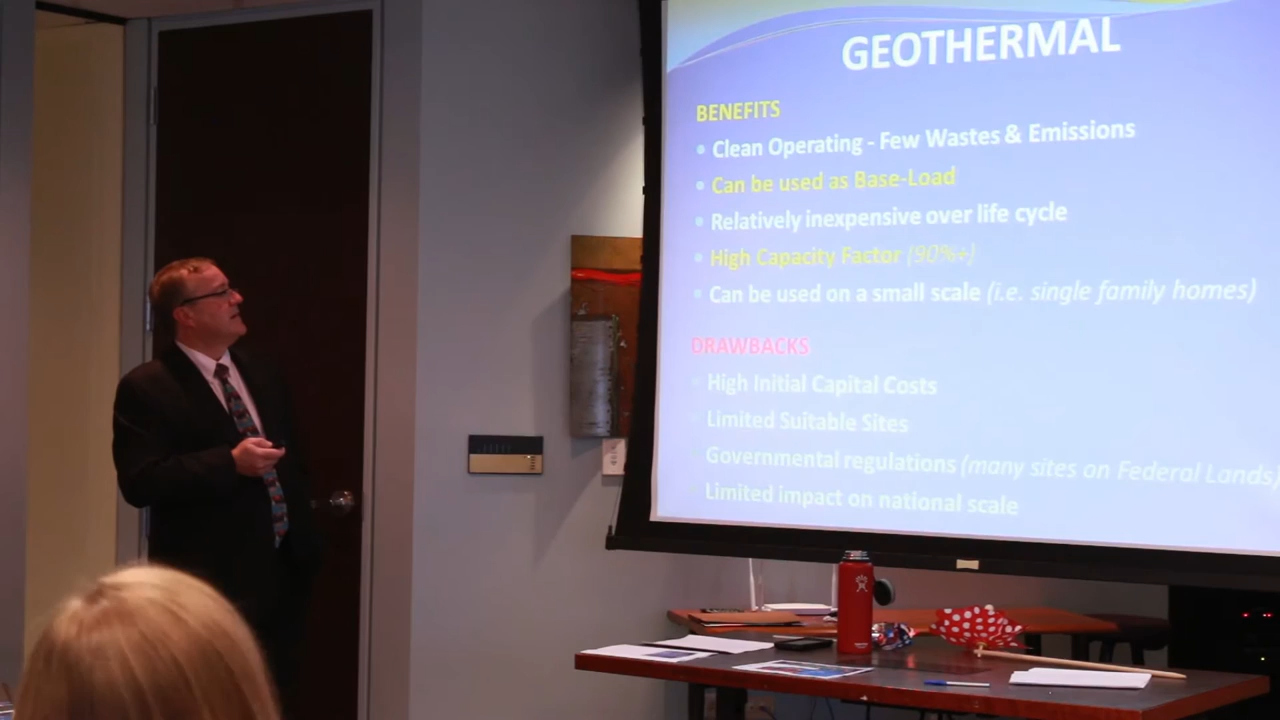 GEOTHERMAL
BENEFITS
• Clean Operating - Few Wastes & Emissions
• Can be used as Base-Load
• Relatively inexpensive over life cycle
• High Capacity Factor (90%+)
• Can be used on a small scale (i.e. single family homes)
DRAWBACKS
• High Initial Capital Costs
• Limited Suitable Sites
• Governmental regulations (many sites on Federal Lands)
• Limited impact on national scale